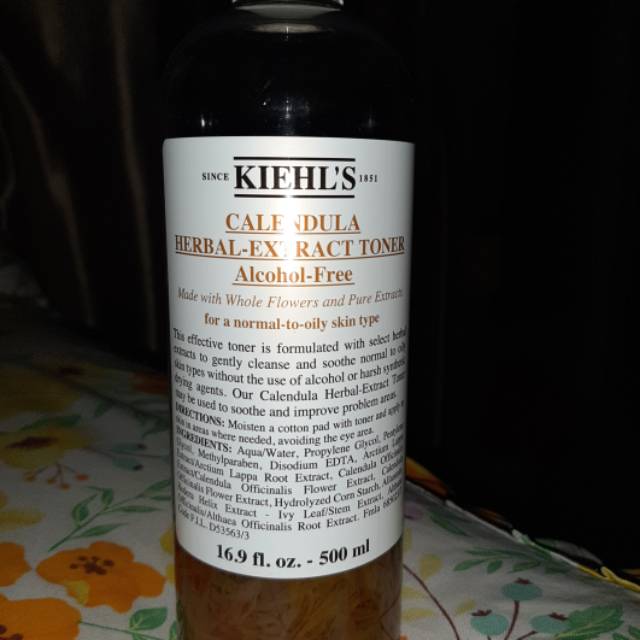 SINCE KIEHL'S 1851
CALENDULA
HERBAL-EXTRACT TONER
Alcohol-Free
Made with Whole Flowers and Pure Extracts
for a normal-to-oily skin type
This effective toner is formulated with select herbal
extracts to gently cleanse and soothe normal to oily
skin types without the use of alcohol or harsh synthetic
drying agents. Our Calendula Herbal-Extract Toner
may be used to soothe and improve problem areas.
DIRECTIONS: Moisten a cotton pad with toner and apply
in areas where needed, avoiding the eye area.
INGREDIENTS: Aqua/Water, Propylene Glycol,
Methylparaben, Disodium EDTA, Arctium Lappa
Extract/Arctium Lappa Root Extract, Calendula Officinalis
Extract/Calendula Officinalis Flower Extract,
Officinalis Flower Extract, Hydrolyzed Corn Starch,
Hedera Helix Extract - Ivy Leaf/Stem Extract,
Officinalis/Althaea Officinalis Root Extract.
Code F.I.L. D53563/3
16.9 fl. oz. - 500 ml